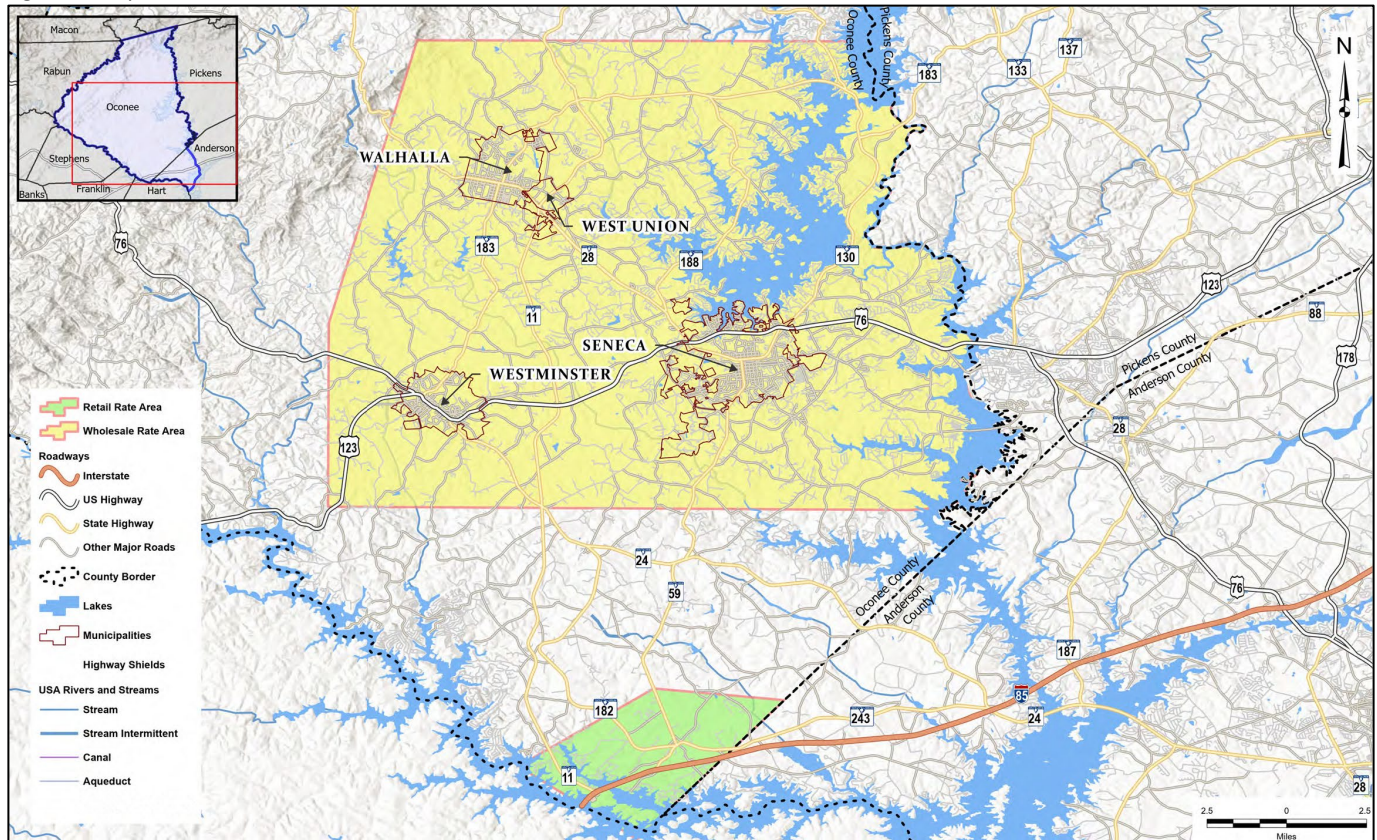 Macon
Rabun
Pickens
Oconee
Stephens
Anderson
Banks
Franklin
Hart
Oconee County
Pickens County
183
133
137
N
WALHALLA
WEST UNION
76
183
28
188
130
11
76
123
88
SENECA
WESTMINSTER
Pickens County
Anderson County
178
123
28
Retail Rate Area
Wholesale Rate Area
Roadways
Interstate
US Highway
State Highway
Other Major Roads
County Border
Lakes
Municipalities
Highway Shields
USA Rivers and Streams
Stream
Stream Intermittent
Canal
Aqueduct
24
59
Oconee County
Anderson
County
76
187
182
243
85
24
11
28
2.5
0
2.5
Miles